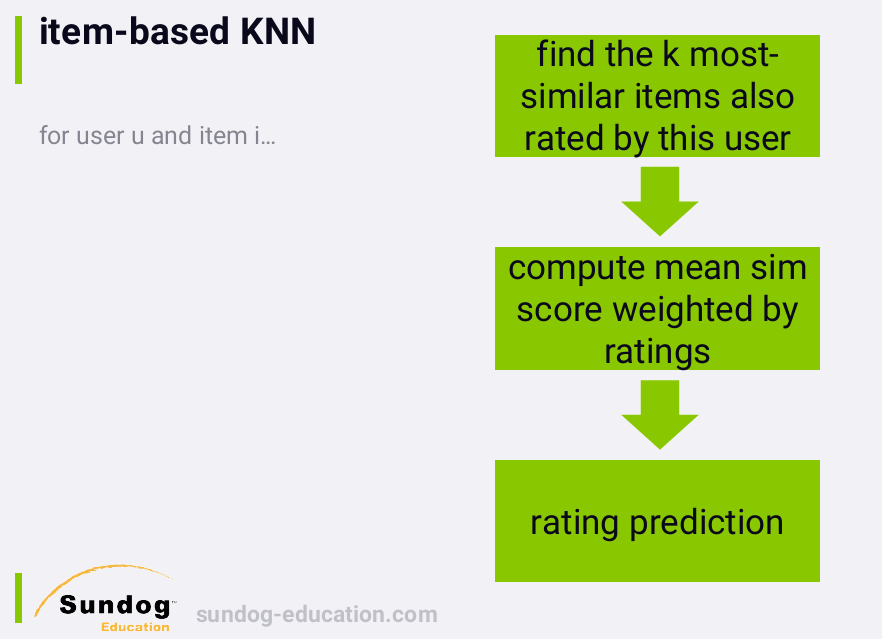 item-based KNN
for user u and item i…
find the k most-
similar items also
rated by this user
compute mean sim
score weighted by
ratings
rating prediction
Sundog™
Education
sundog-education.com